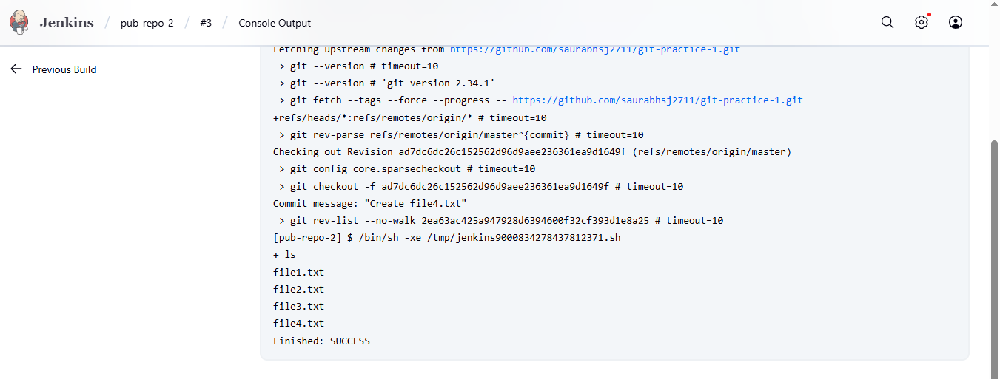 Jenkins / pub-repo-2 / #3 / Console Output
Previous Build
Fetching upstream changes from https://github.com/saurabhsj2711/git-practice-1.git
> git --version # timeout=10
> git --version # 'git version 2.34.1'
> git fetch --tags --force --progress -- https://github.com/saurabhsj2711/git-practice-1.git
+refs/heads/*:refs/remotes/origin/* # timeout=10
> git rev-parse refs/remotes/origin/master^{commit} # timeout=10
Checking out Revision ad7dc6dc26c152562d96d9aee236361ea9d1649f (refs/remotes/origin/master)
> git config core.sparsecheckout # timeout=10
> git checkout -f ad7dc6dc26c152562d96d9aee236361ea9d1649f # timeout=10
Commit message: "Create file4.txt"
> git rev-list --no-walk 2ea63ac425a947928d6394600f32cf393d1e8a25 # timeout=10
[pub-repo-2] $ /bin/sh -xe /tmp/jenkins9000834278437812371.sh
+ ls
file1.txt
file2.txt
file3.txt
file4.txt
Finished: SUCCESS